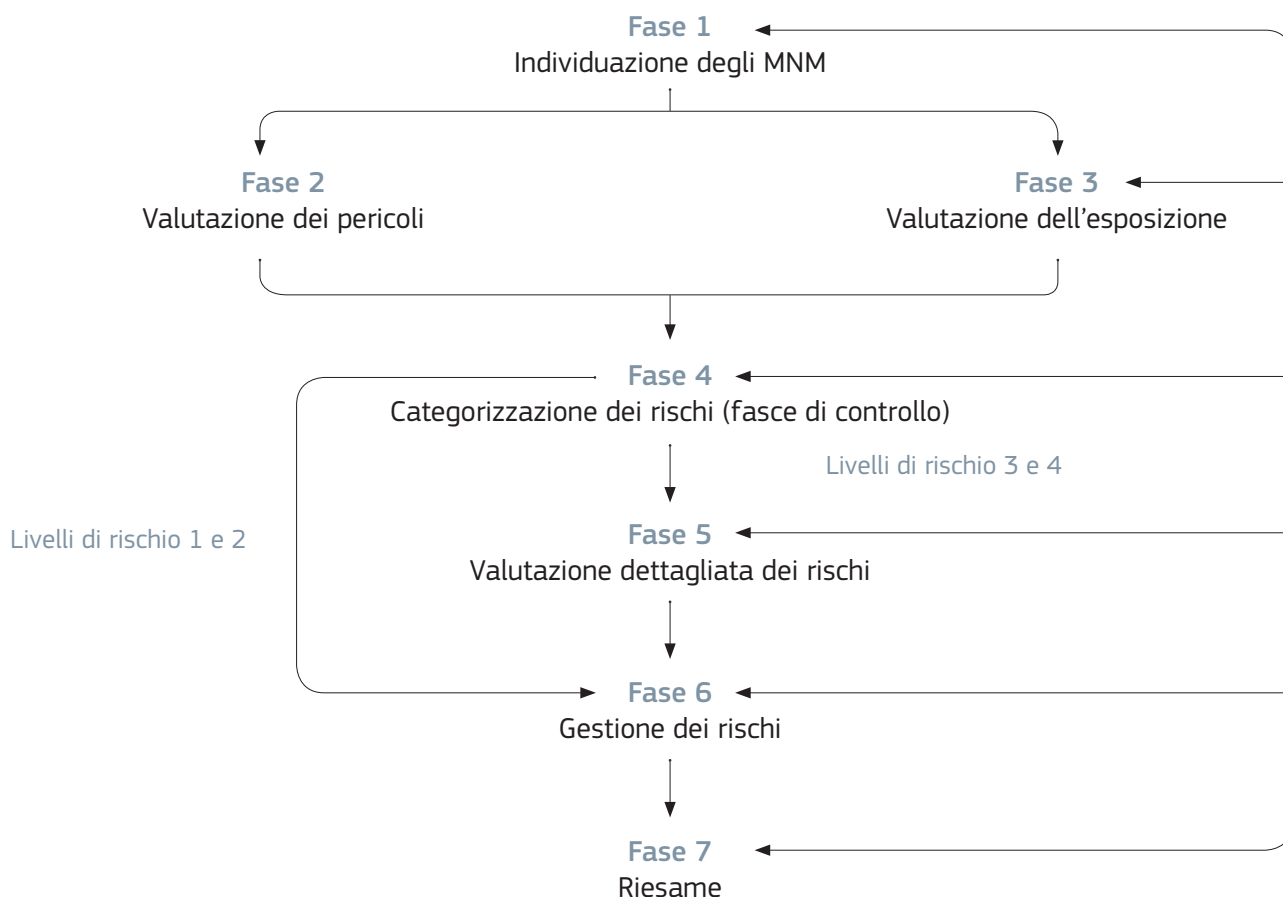 Fase 1
Individuazione degli MNM
Fase 2
Valutazione dei pericoli
Fase 3
Valutazione dell’esposizione
Fase 4
Categorizzazione dei rischi (fasce di controllo)
Livelli di rischio 3 e 4
Livelli di rischio 1 e 2
Fase 5
Valutazione dettagliata dei rischi
Fase 6
Gestione dei rischi
Fase 7
Riesame